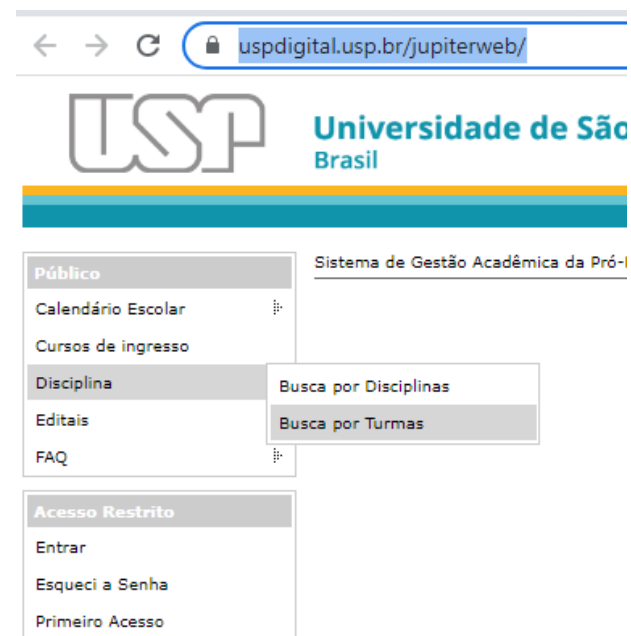 uspdigital.usp.br/jupiterweb/
USP
Universidade de São
Brasil
Sistema de Gestão Acadêmica da Pró-
Público
Calendário Escolar
Cursos de ingresso
Disciplina
Busca por Disciplinas
Busca por Turmas
Editais
FAQ
Acesso Restrito
Entrar
Esqueci a Senha
Primeiro Acesso